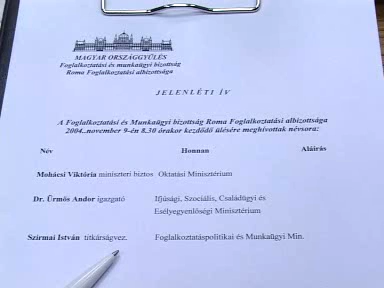 MAGYAR ORSZÁGGYŰLÉS
Foglalkoztatási és munkaügyi bizottság
Roma Foglalkoztatási albizottsága
JELENLÉTI ÍV
A Foglalkoztatási és Munkaügyi bizottság Roma Foglalkoztatási albizottsága
2004. november 9-én 8.30 órakor kezdődő ülésére meghívottak névsora:
Név Honnan Aláírás
Mohácsi Viktória miniszteri biztos Oktatási Minisztérium
Dr. Ürmös Andor igazgató Ifjúsági, Szociális, Családügyi és
Esélyegyenlőségi Minisztérium
Szirmai István titkárságvez. Foglalkoztatáspolitikai és Munkaügyi Min.